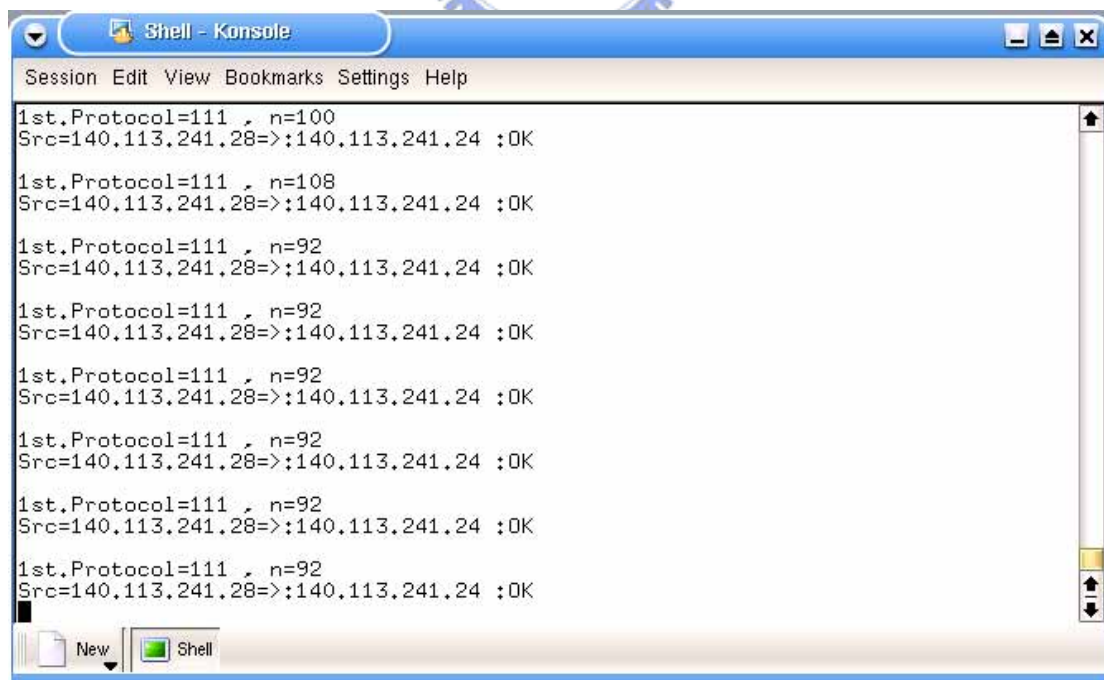 Shell - Konsole
Session Edit View Bookmarks Settings Help
1st.Protocol=111 , n=100
Src=140.113.241.28=>:140.113.241.24 :OK
1st.Protocol=111 , n=108
Src=140.113.241.28=>:140.113.241.24 :OK
1st.Protocol=111 , n=92
Src=140.113.241.28=>:140.113.241.24 :OK
1st.Protocol=111 , n=92
Src=140.113.241.28=>:140.113.241.24 :OK
1st.Protocol=111 , n=92
Src=140.113.241.28=>:140.113.241.24 :OK
1st.Protocol=111 , n=92
Src=140.113.241.28=>:140.113.241.24 :OK
1st.Protocol=111 , n=92
Src=140.113.241.28=>:140.113.241.24 :OK
1st.Protocol=111 , n=92
Src=140.113.241.28=>:140.113.241.24 :OK
New Shell